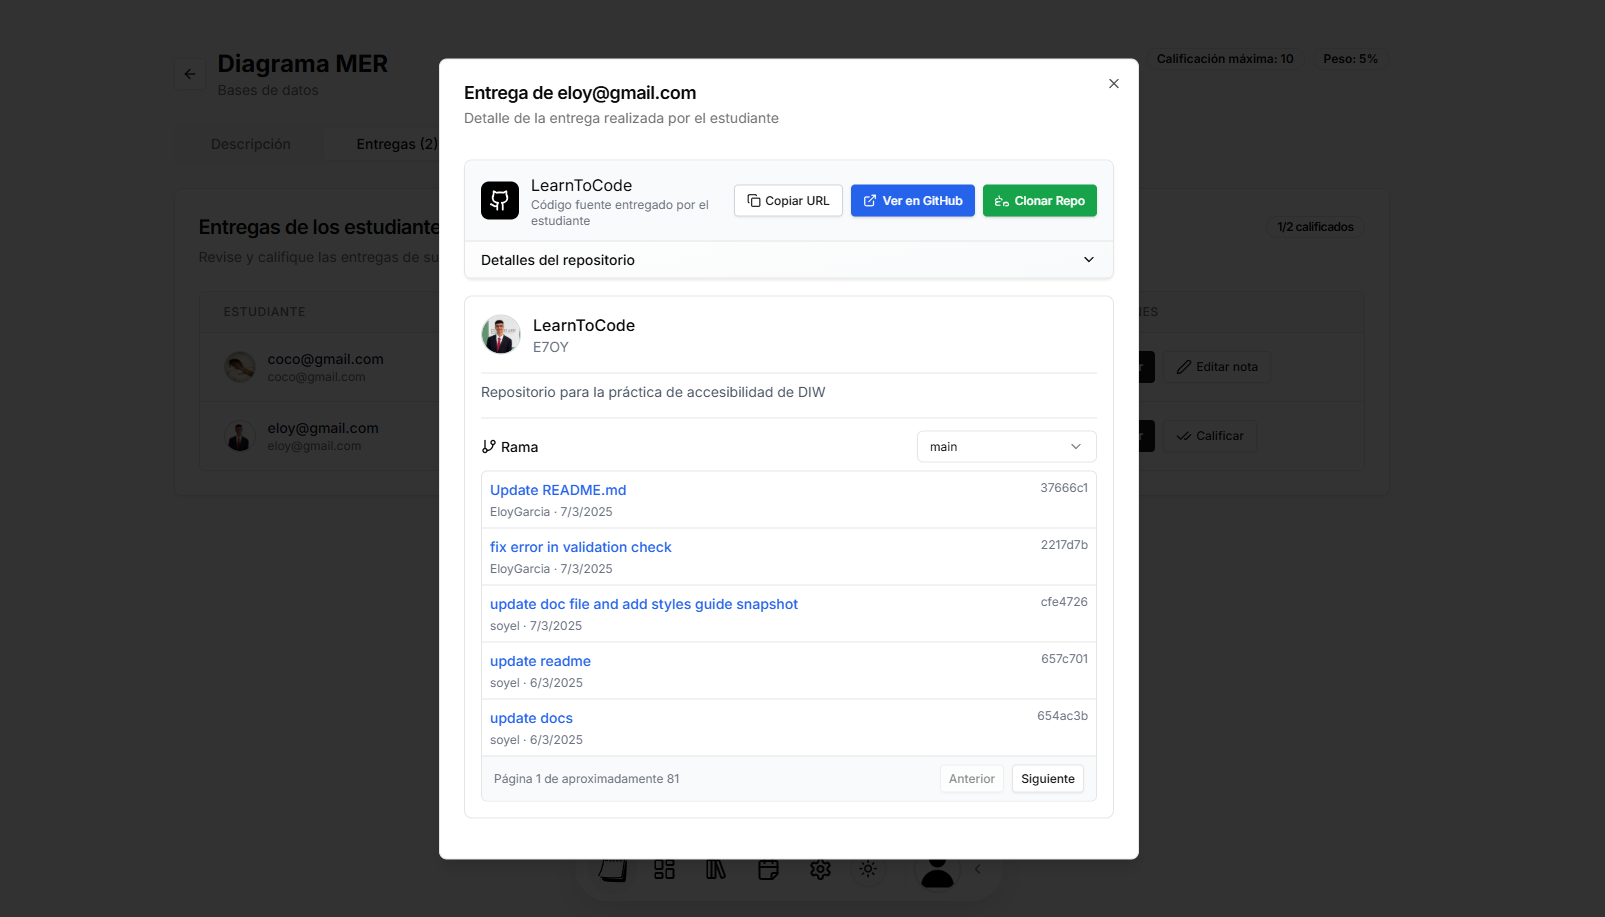 Diagrama MER
Bases de datos
Calificación máxima: 10
Peso: 5%
Descripción
Entregas (2)
Entregas de los estudiante
Revise y califique las entregas de su
1/2 calificados
ESTUDIANTE
coco@gmail.com
coco@gmail.com
Editar nota
eloy@gmail.com
eloy@gmail.com
Calificar
Entrega de eloy@gmail.com
Detalle de la entrega realizada por el estudiante
LearnToCode
Código fuente entregado por el
estudiante
Copiar URL
Ver en GitHub
Clonar Repo
Detalles del repositorio
LearnToCode
E7OY
Repositorio para la práctica de accesibilidad de DIW
Rama
main
Update README.md
37666c1
EloyGarcia · 7/3/2025
fix error in validation check
2217d7b
EloyGarcia · 7/3/2025
update doc file and add styles guide snapshot
cfe4726
soyel · 7/3/2025
update readme
657c701
soyel · 6/3/2025
update docs
654ac3b
soyel · 6/3/2025
Página 1 de aproximadamente 81
Anterior
Siguiente